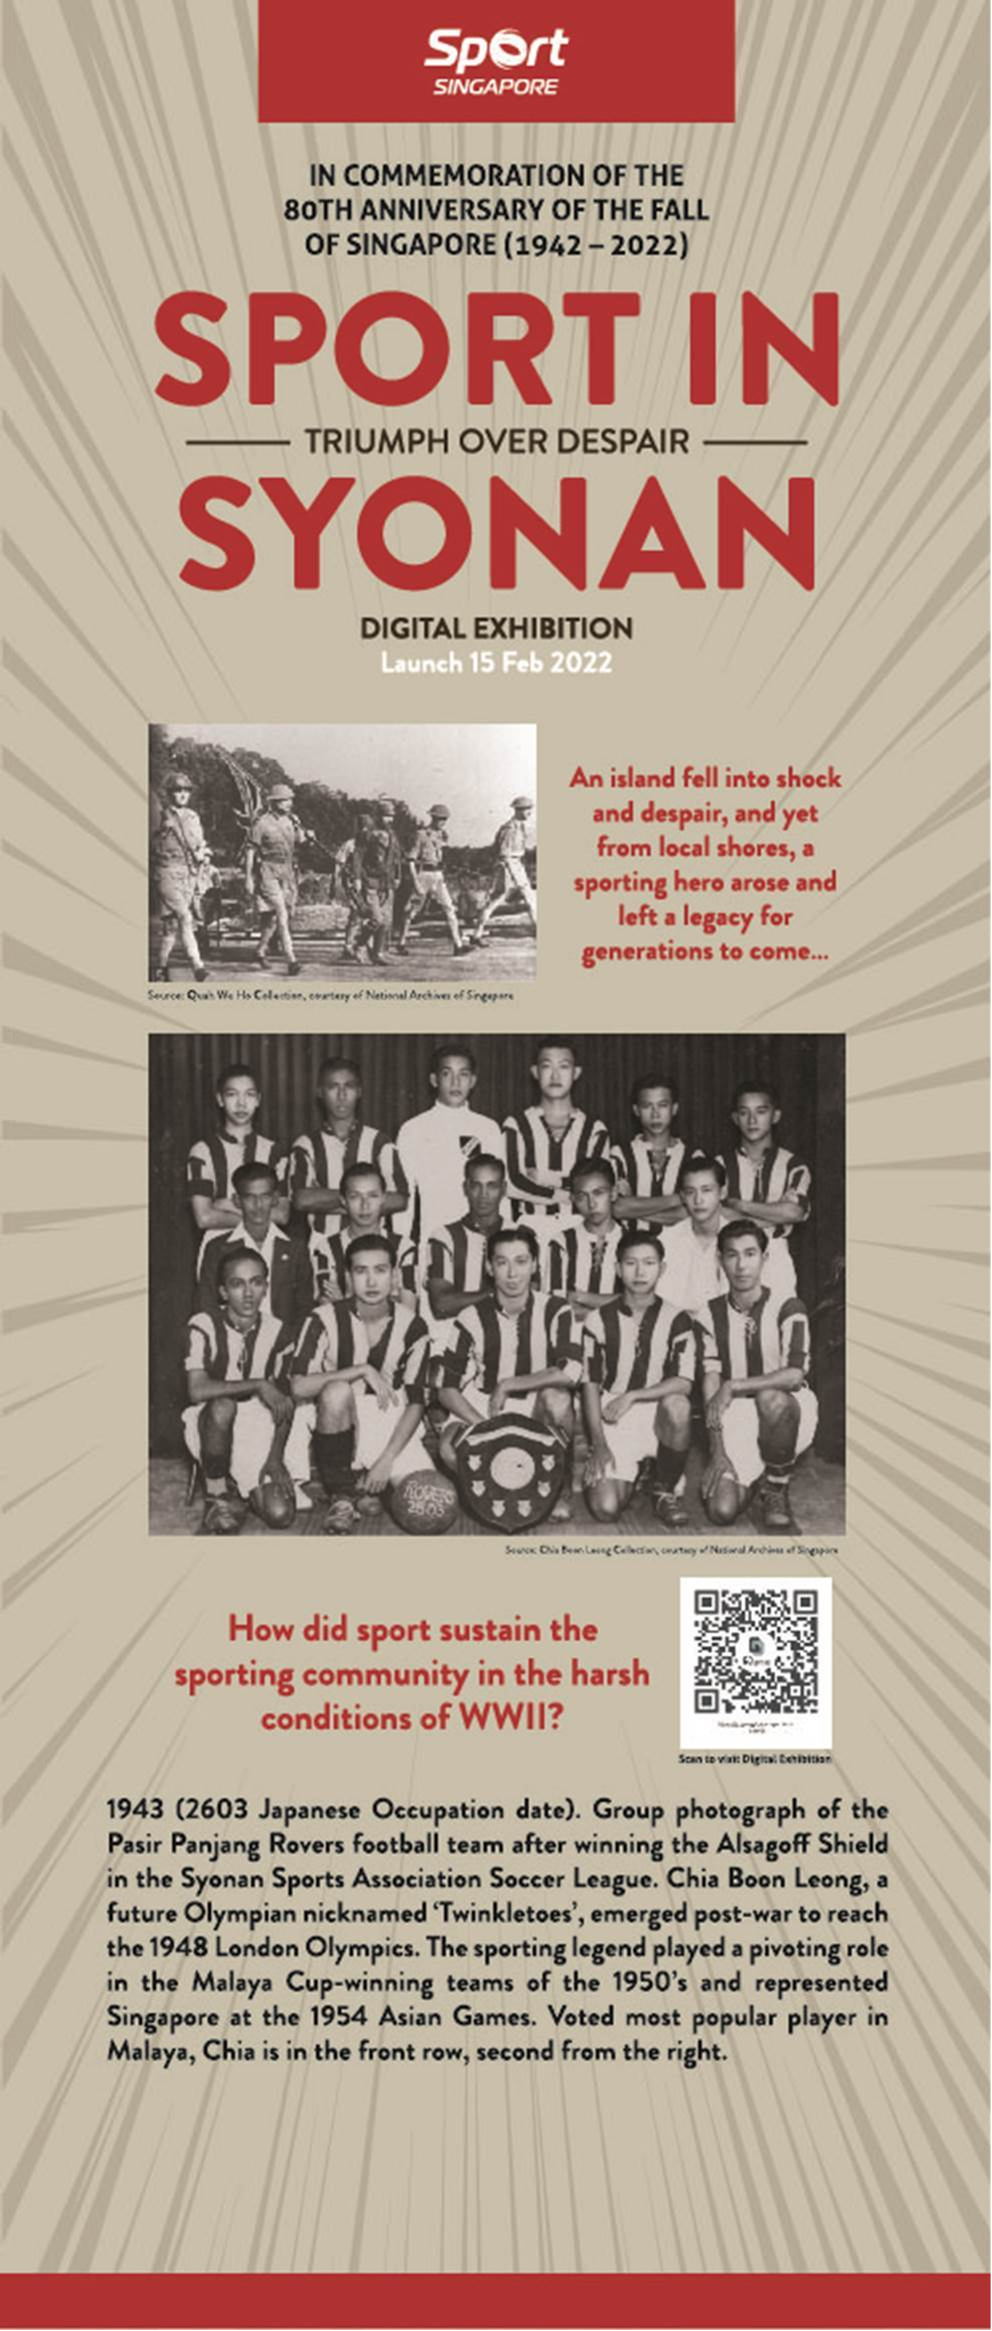 Sport
SINGAPORE
IN COMMEMORATION OF THE
80TH ANNIVERSARY OF THE FALL
OF SINGAPORE (1942 – 2022)
SPORT IN
TRIUMPH OVER DESPAIR
SYONAN
DIGITAL EXHIBITION
Launch 15 Feb 2022
An island fell into shock
and despair, and yet
from local shores, a
sporting hero arose and
left a legacy for
generations to come...
Source: Quah We Ho Collection, courtesy of National Archives of Singapore
ROVERS
2603
Source: Chia Boon Leong Collection, courtesy of National Archives of Singapore
How did sport sustain the
sporting community in the harsh
conditions of WWII?
Scan to visit Digital Exhibition
1943 (2603 Japanese Occupation date). Group photograph of the
Pasir Panjang Rovers football team after winning the Alsagoff Shield
in the Syonan Sports Association Soccer League. Chia Boon Leong, a
future Olympian nicknamed ‘Twinkletoes’, emerged post-war to reach
the 1948 London Olympics. The sporting legend played a pivoting role
in the Malaya Cup-winning teams of the 1950’s and represented
Singapore at the 1954 Asian Games. Voted most popular player in
Malaya, Chia is in the front row, second from the right.